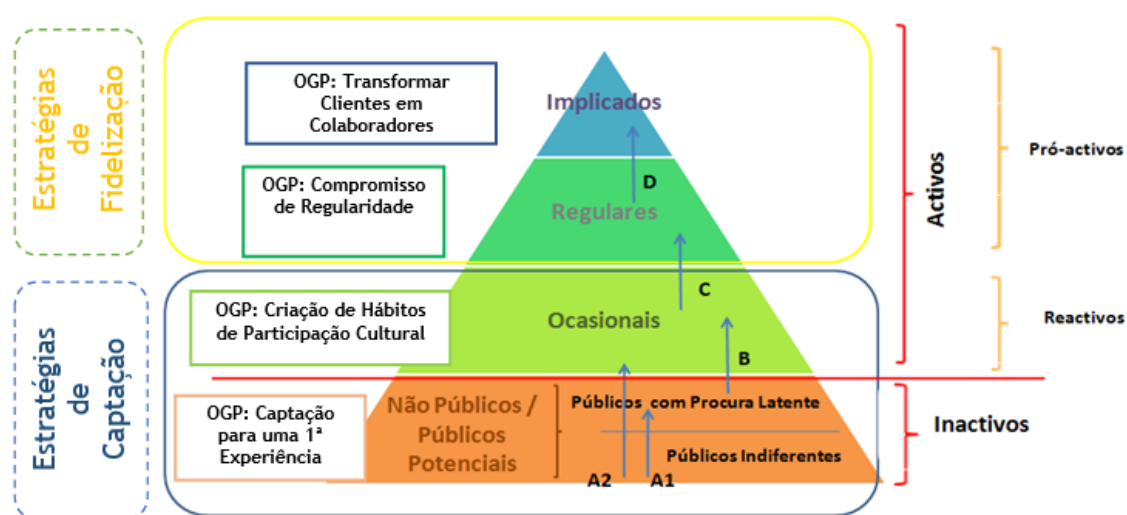 Estratégias
de
Fidelização
OGP: Transformar
Clientes em
Colaboradores
Implicados
OGP: Compromisso
de Regularidade
D
Regulares
Activos
Pró-activos
Estratégias
de
Captação
OGP: Criação de Hábitos
de Participação Cultural
Ocasionais
C
B
Reactivos
OGP: Captação
para uma 1ª
Experiência
Não Públicos /
Públicos
Potenciais
Públicos com Procura Latente
Públicos Indiferentes
A2
A1
Inactivos